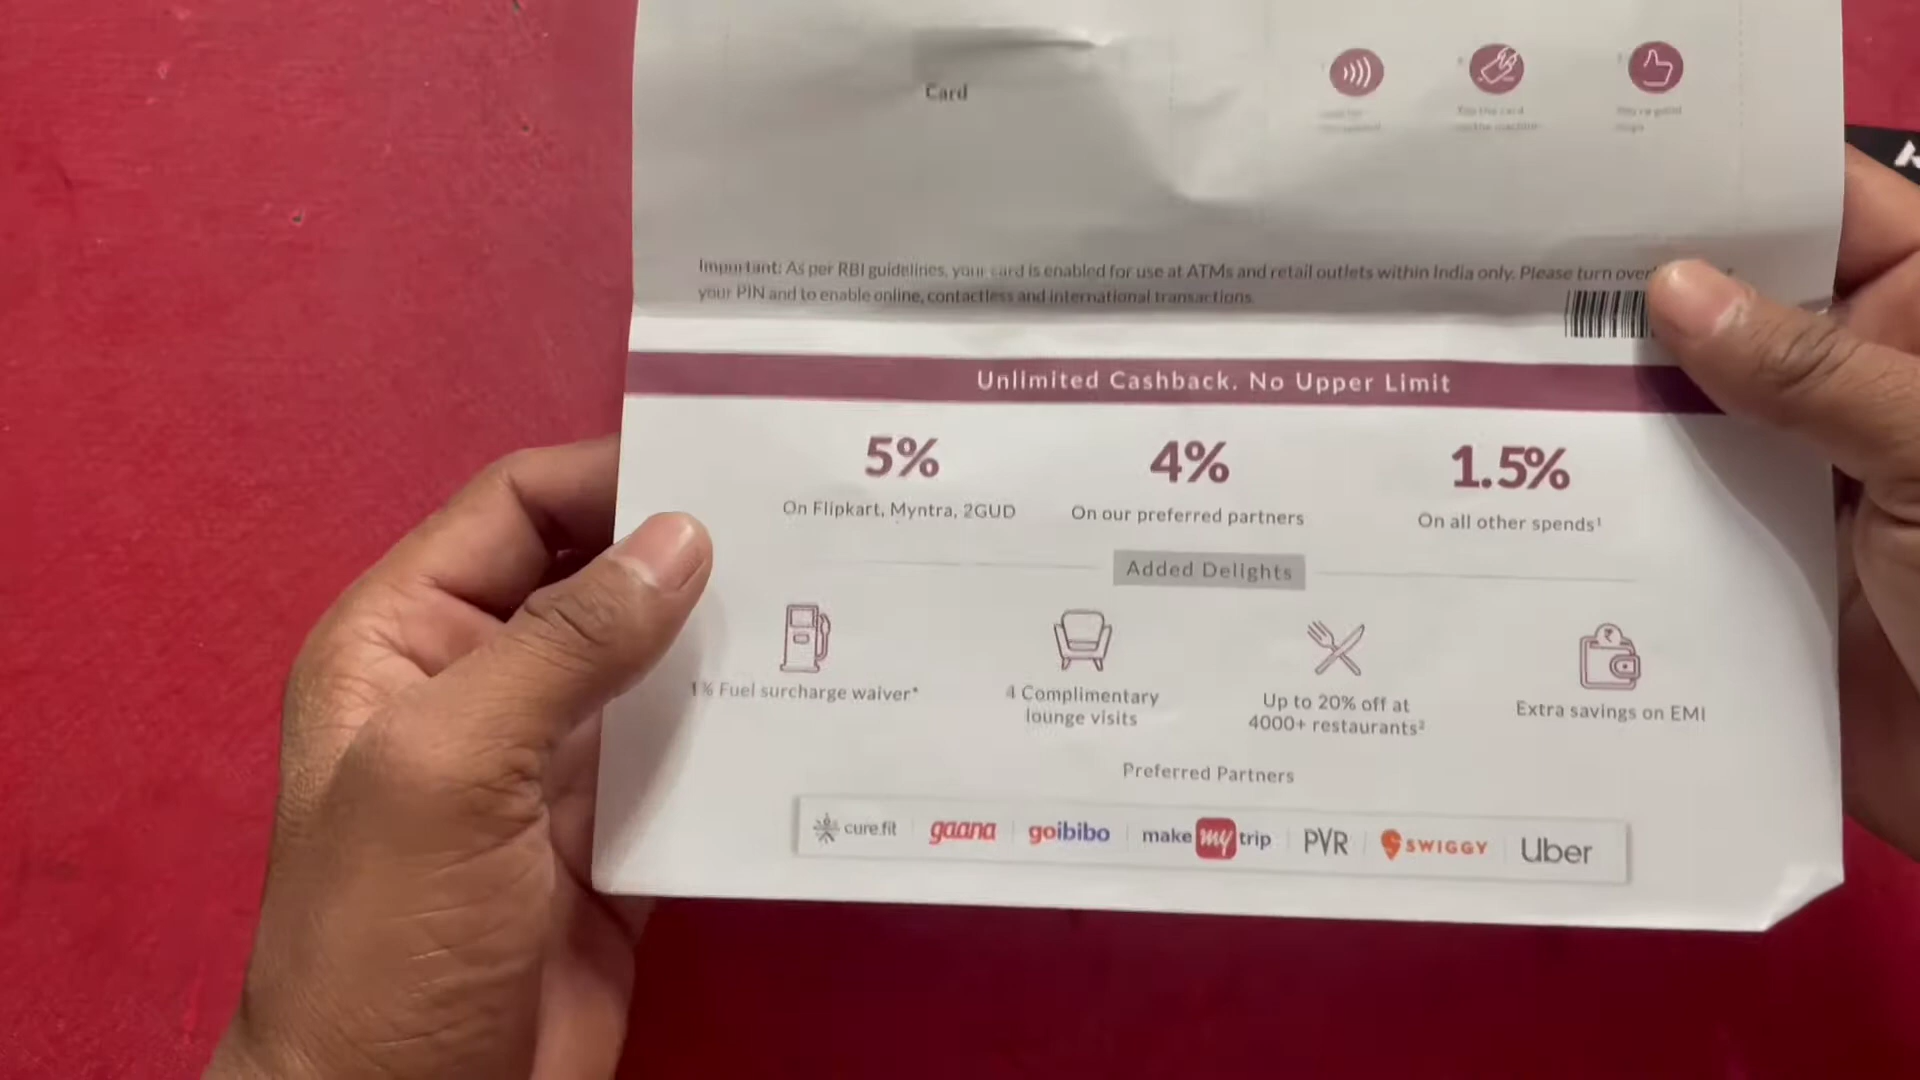 Card
You're good
Important: As per RBI guidelines, your card is enabled for use at ATMs and retail outlets within India only. Please turn over
your PIN and to enable online, contactless and international transactions.
Unlimited Cashback. No Upper Limit
5% 4% 1.5%
On Flipkart, Myntra, 2GUD On our preferred partners On all other spends¹
Added Delights
1% Fuel surcharge waiver* 4 Complimentary Up to 20% off at Extra savings on EMI
lounge visits 4000+ restaurants²
Preferred Partners
cure.fit gaana goibibo make my trip PVR SWIGGY Uber